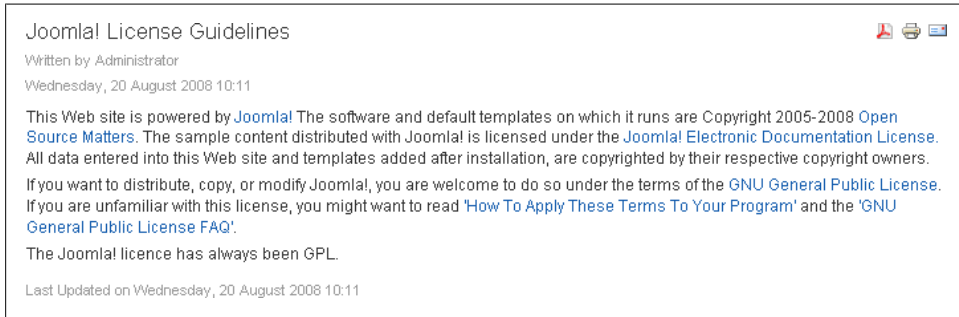 Joomla! License Guidelines
Written by Administrator
Wednesday, 20 August 2008 10:11
This Web site is powered by Joomla! The software and default templates on which it runs are Copyright 2005-2008 Open
Source Matters. The sample content distributed with Joomla! is licensed under the Joomla! Electronic Documentation License.
All data entered into this Web site and templates added after installation, are copyrighted by their respective copyright owners.
If you want to distribute, copy, or modify Joomla!, you are welcome to do so under the terms of the GNU General Public License.
If you are unfamiliar with this license, you might want to read 'How To Apply These Terms To Your Program' and the 'GNU
General Public License FAQ'.
The Joomla! licence has always been GPL.
Last Updated on Wednesday, 20 August 2008 10:11